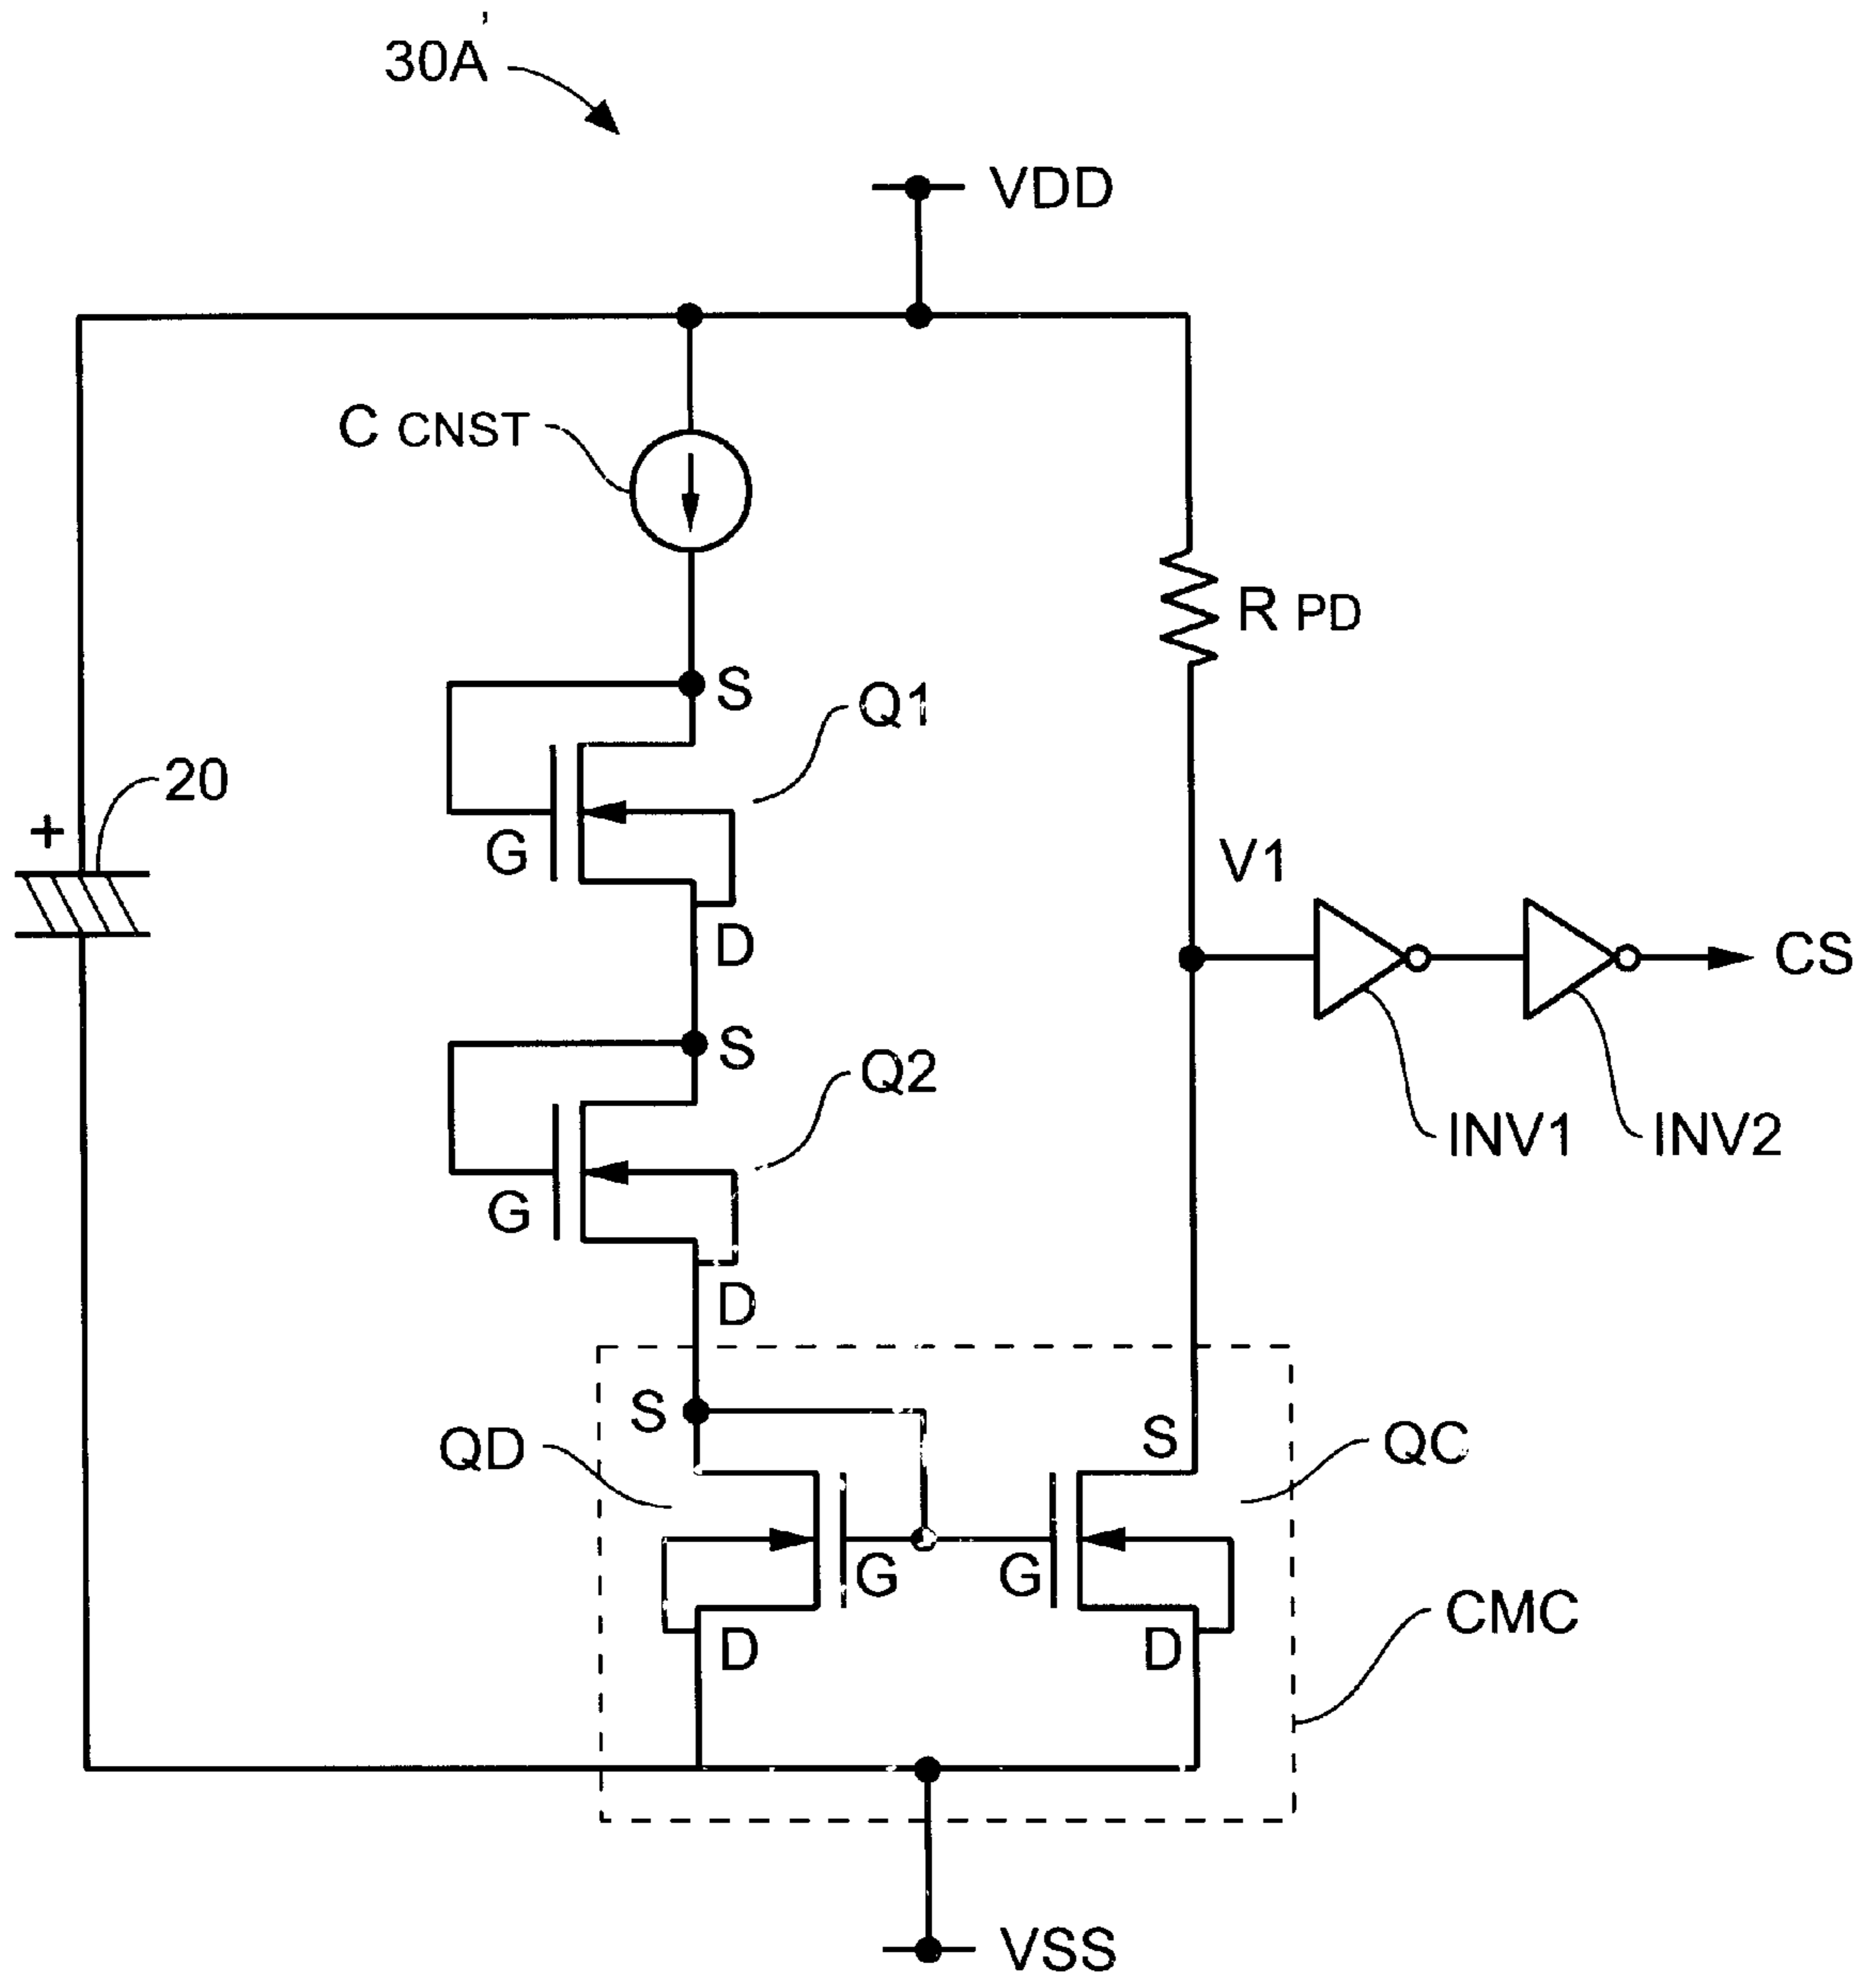 30A'
VDD
C CNST
R PD
S
Q1
20
+
G
V1
D
CS
S
Q2
INV1
INV2
G
D
S
S
QD
QC
G
G
CMC
D
D
VSS